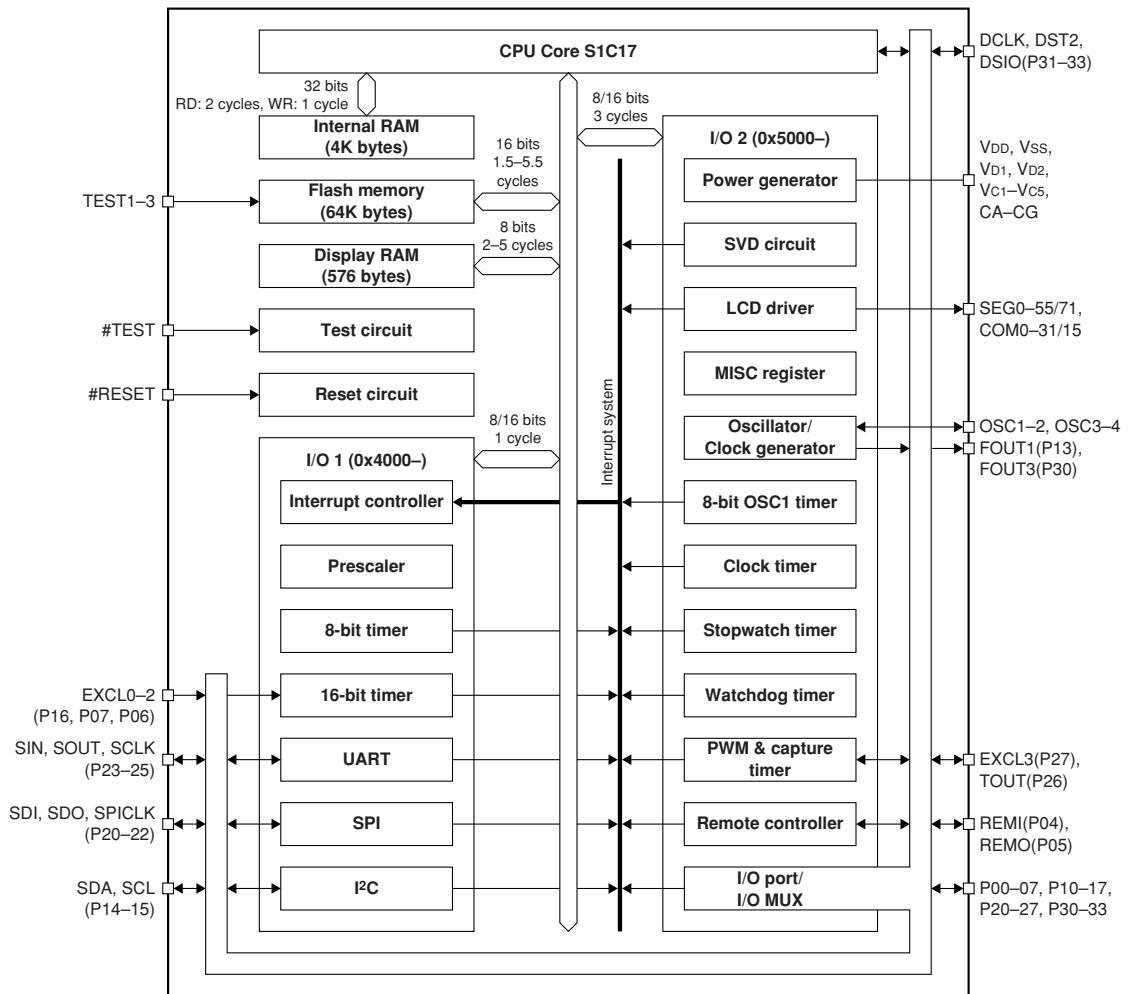 CPU Core S1C17
DCLK, DST2,
DSIO(P31–33)
32 bits
RD: 2 cycles, WR: 1 cycle
8/16 bits
3 cycles
Internal RAM
(4K bytes)
16 bits
1.5–5.5
cycles
I/O 2 (0x5000–)
TEST1–3
Flash memory
(64K bytes)
Power generator
VDD, VSS,
VD1, VD2,
VC1–VC5,
CA–CG
8 bits
2–5 cycles
Display RAM
(576 bytes)
SVD circuit
#TEST
Test circuit
LCD driver
SEG0–55/71,
COM0–31/15
#RESET
Reset circuit
MISC register
Interrupt system
8/16 bits
1 cycle
I/O 1 (0x4000–)
Oscillator/
Clock generator
OSC1–2, OSC3–4
FOUT1(P13),
FOUT3(P30)
Interrupt controller
8-bit OSC1 timer
Prescaler
Clock timer
8-bit timer
Stopwatch timer
EXCL0–2
(P16, P07, P06)
16-bit timer
Watchdog timer
SIN, SOUT, SCLK
(P23–25)
UART
PWM & capture
timer
EXCL3(P27),
TOUT(P26)
SDI, SDO, SPICLK
(P20–22)
SPI
Remote controller
REMI(P04),
REMO(P05)
SDA, SCL
(P14–15)
I²C
I/O port/
I/O MUX
P00–07, P10–17,
P20–27, P30–33